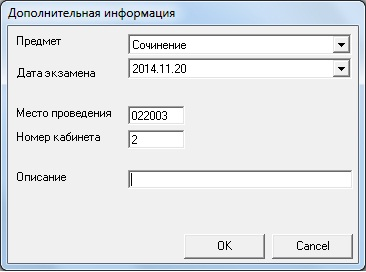 Дополнительная информация
Предмет Сочинение
Дата экзамена 2014.11.20
Место проведения 022003
Номер кабинета 2
Описание
OK Cancel